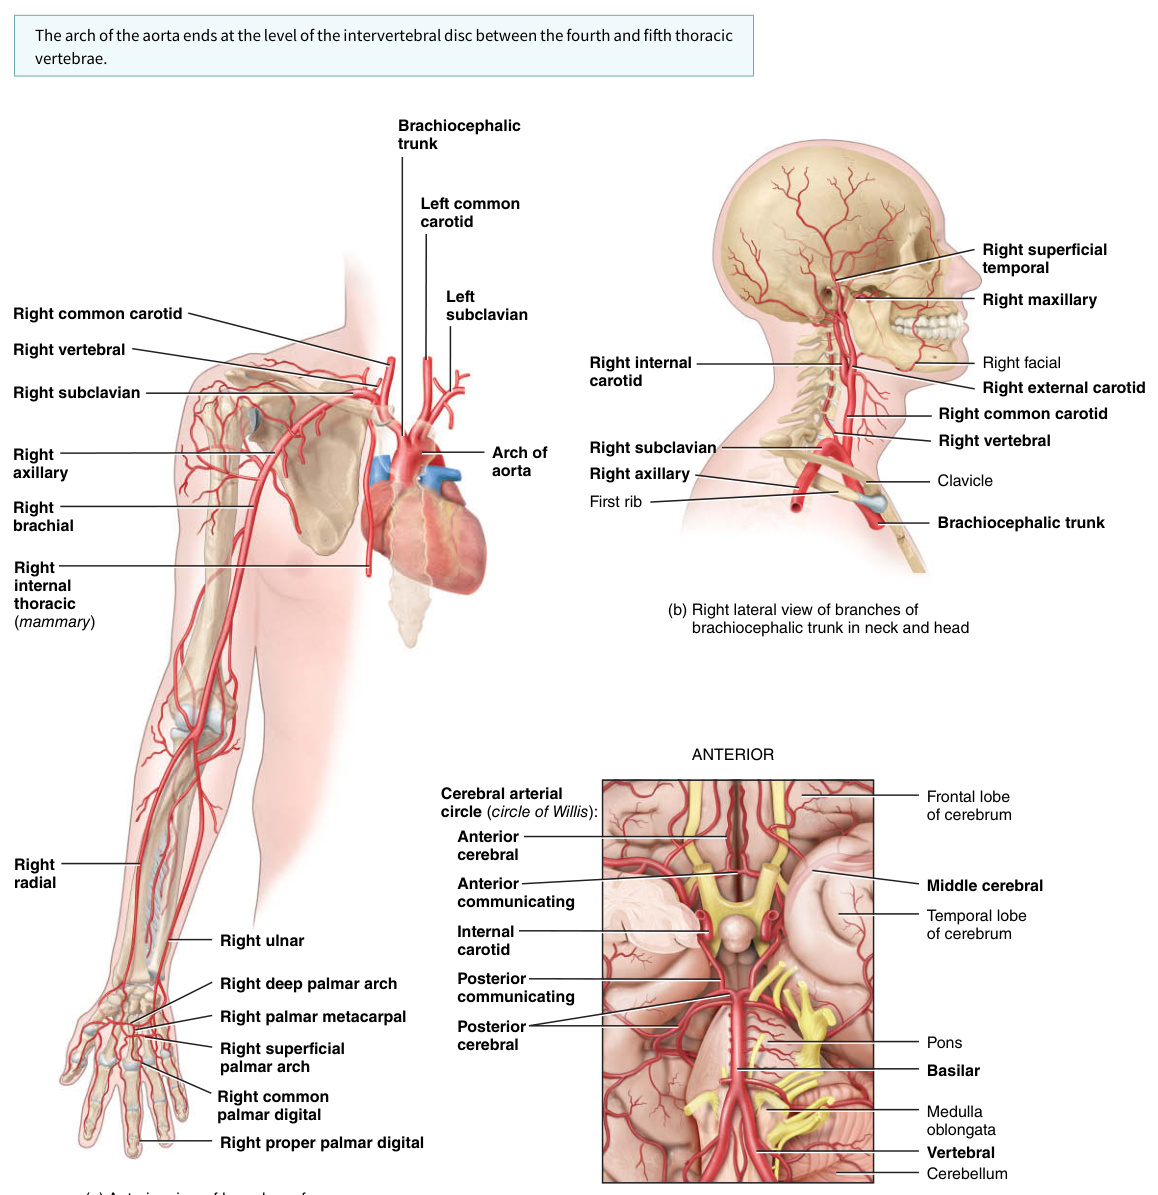 The arch of the aorta ends at the level of the intervertebral disc between the fourth and fifth thoracic
vertebrae.
Brachiocephalic
trunk
Left common
carotid
Left
subclavian
Right common carotid
Right vertebral
Right subclavian
Right
axillary
Right
brachial
Right
internal
thoracic
(mammary)
Arch of
aorta
Right
radial
Right ulnar
Right deep palmar arch
Right palmar metacarpal
Right superficial
palmar arch
Right common
palmar digital
Right proper palmar digital
Right superficial
temporal
Right maxillary
Right internal
carotid
Right facial
Right external carotid
Right common carotid
Right vertebral
Right subclavian
Right axillary
First rib
Clavicle
Brachiocephalic trunk
(b) Right lateral view of branches of
brachiocephalic trunk in neck and head
ANTERIOR
Cerebral arterial
circle (circle of Willis):
Anterior
cerebral
Anterior
communicating
Internal
carotid
Posterior
communicating
Posterior
cerebral
Frontal lobe
of cerebrum
Middle cerebral
Temporal lobe
of cerebrum
Pons
Basilar
Medulla
oblongata
Vertebral
Cerebellum